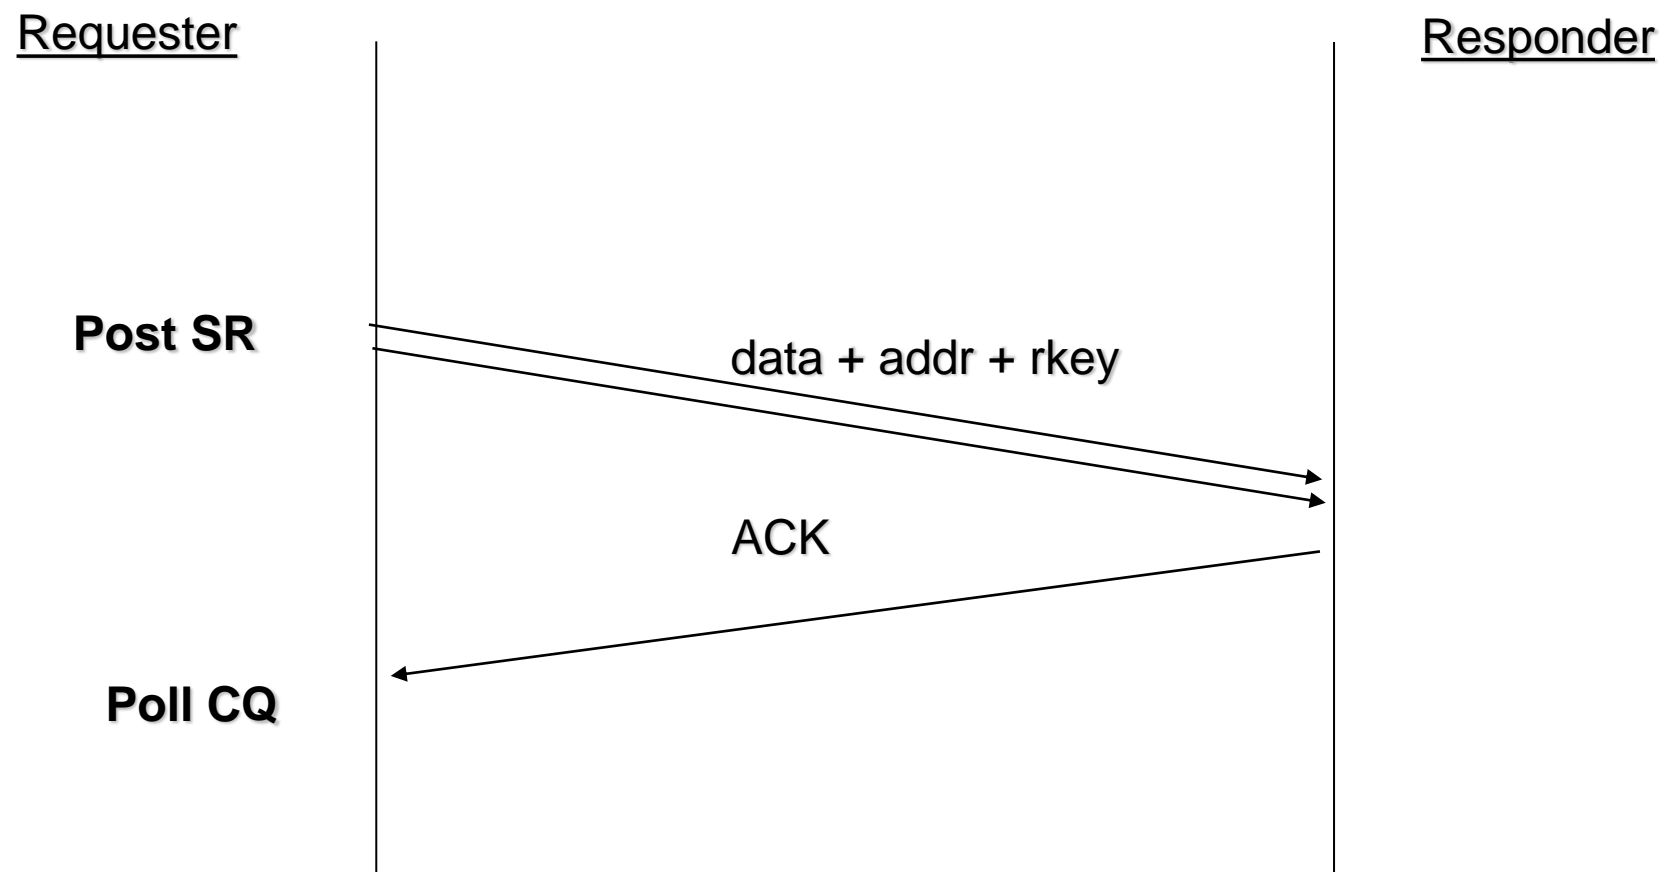 Requester
Responder
Post SR
data + addr + rkey
ACK
Poll CQ